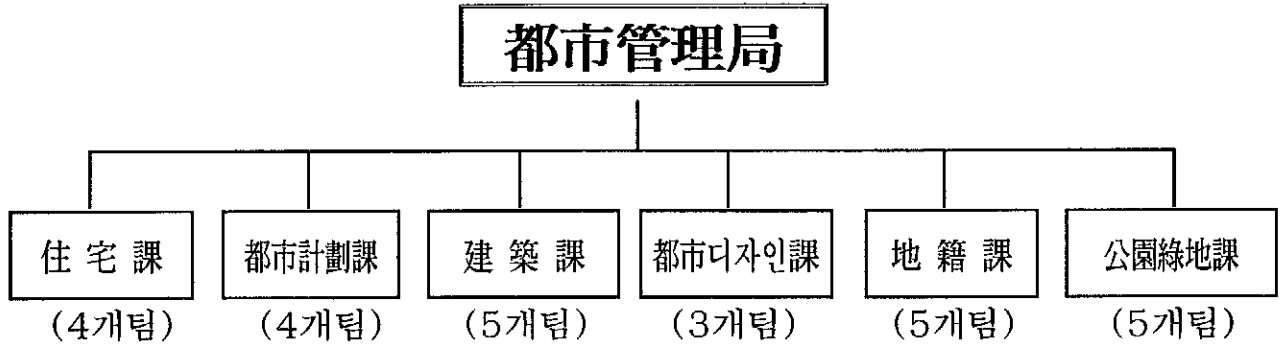 都市管理局
住宅課 都市計劃課 建築課 都市디자인課 地籍課 公園綠地課
(4개팀) (4개팀) (5개팀) (3개팀) (5개팀) (5개팀)